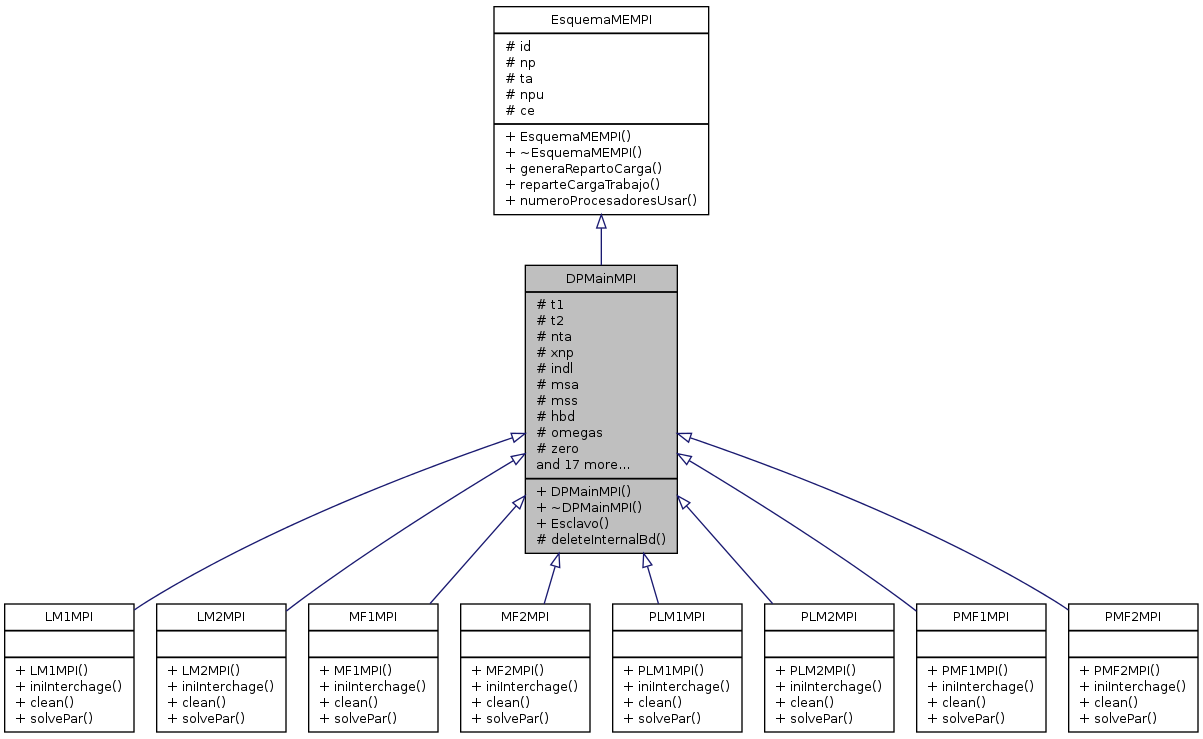 EsquemaMEMPI
# id
# np
# ta
# npu
# ce
+ EsquemaMEMPI()
+ ~EsquemaMEMPI()
+ generaRepartoCarga()
+ reparteCargaTrabajo()
+ numeroProcesadoresUsar()
DPMainMPI
# t1
# t2
# nta
# xnp
# indl
# msa
# mss
# hbd
# omegas
# zero
and 17 more...
+ DPMainMPI()
+ ~DPMainMPI()
+ Esclavo()
# deleteInternalBd()
LM1MPI
+ LM1MPI()
+ iniInterchage()
+ clean()
+ solvePar()
LM2MPI
+ LM2MPI()
+ iniInterchage()
+ clean()
+ solvePar()
MF1MPI
+ MF1MPI()
+ iniInterchage()
+ clean()
+ solvePar()
MF2MPI
+ MF2MPI()
+ iniInterchage()
+ clean()
+ solvePar()
PLM1MPI
+ PLM1MPI()
+ iniInterchage()
+ clean()
+ solvePar()
PLM2MPI
+ PLM2MPI()
+ iniInterchage()
+ clean()
+ solvePar()
PMF1MPI
+ PMF1MPI()
+ iniInterchage()
+ clean()
+ solvePar()
PMF2MPI
+ PMF2MPI()
+ iniInterchage()
+ clean()
+ solvePar()